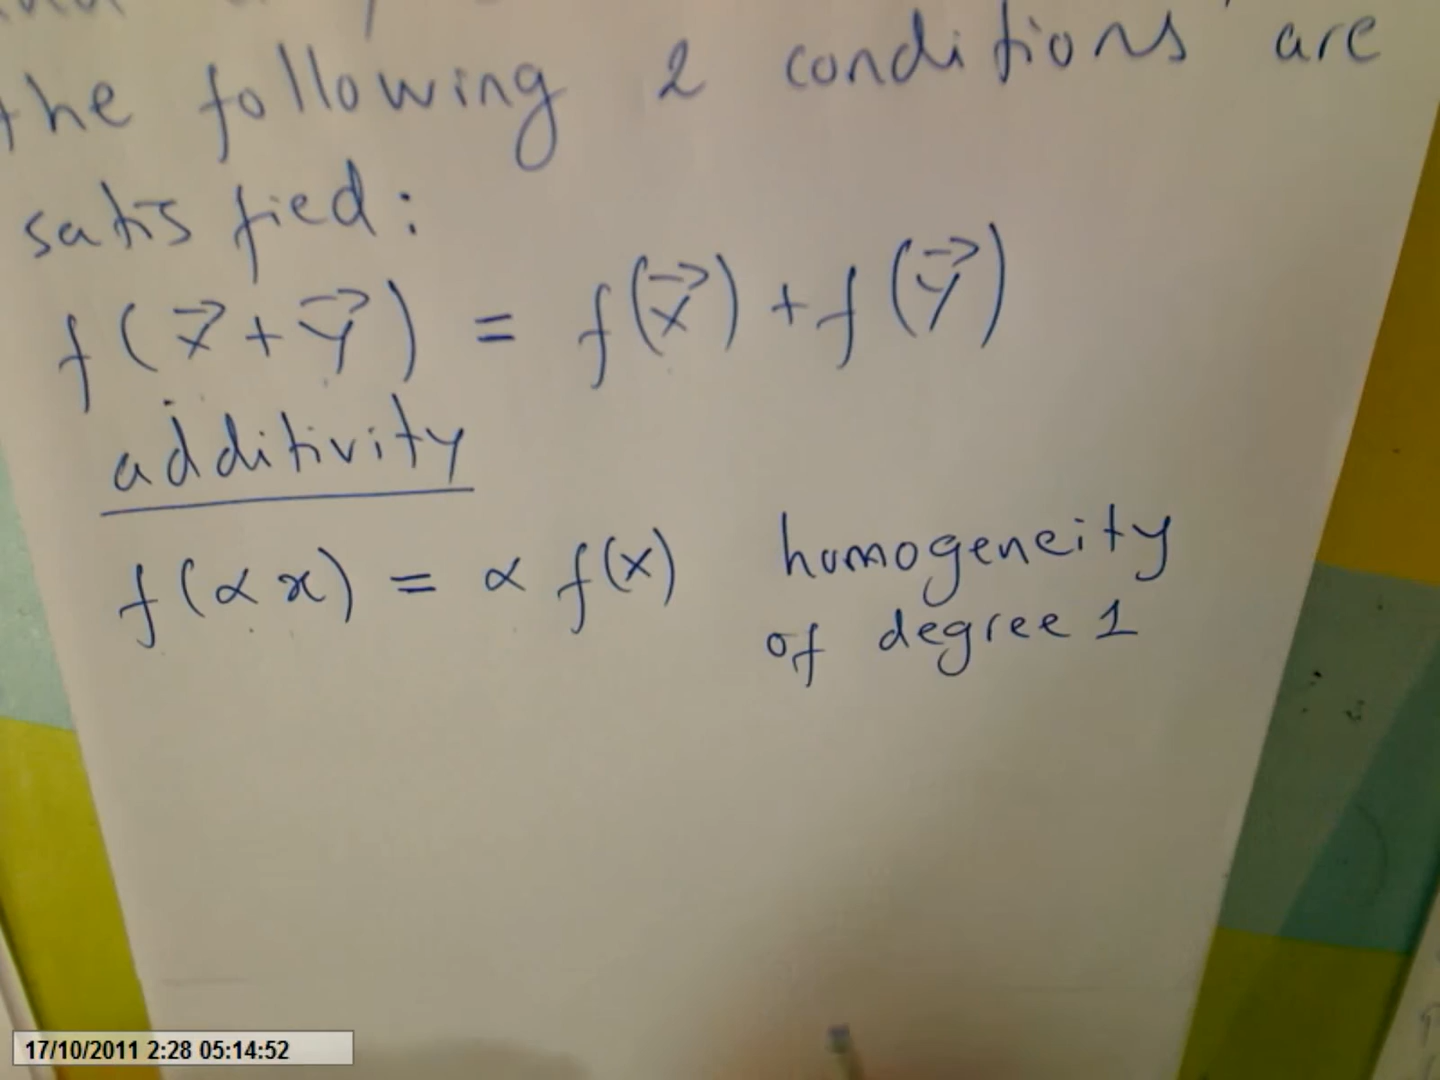 the following 2 conditions are
satisfied:
f(x⃗+y⃗) = f(x⃗)+f(y⃗)
additivity
f(αx) = αf(x) homogeneity
of degree 1
17/10/2011 2:28 05:14:52